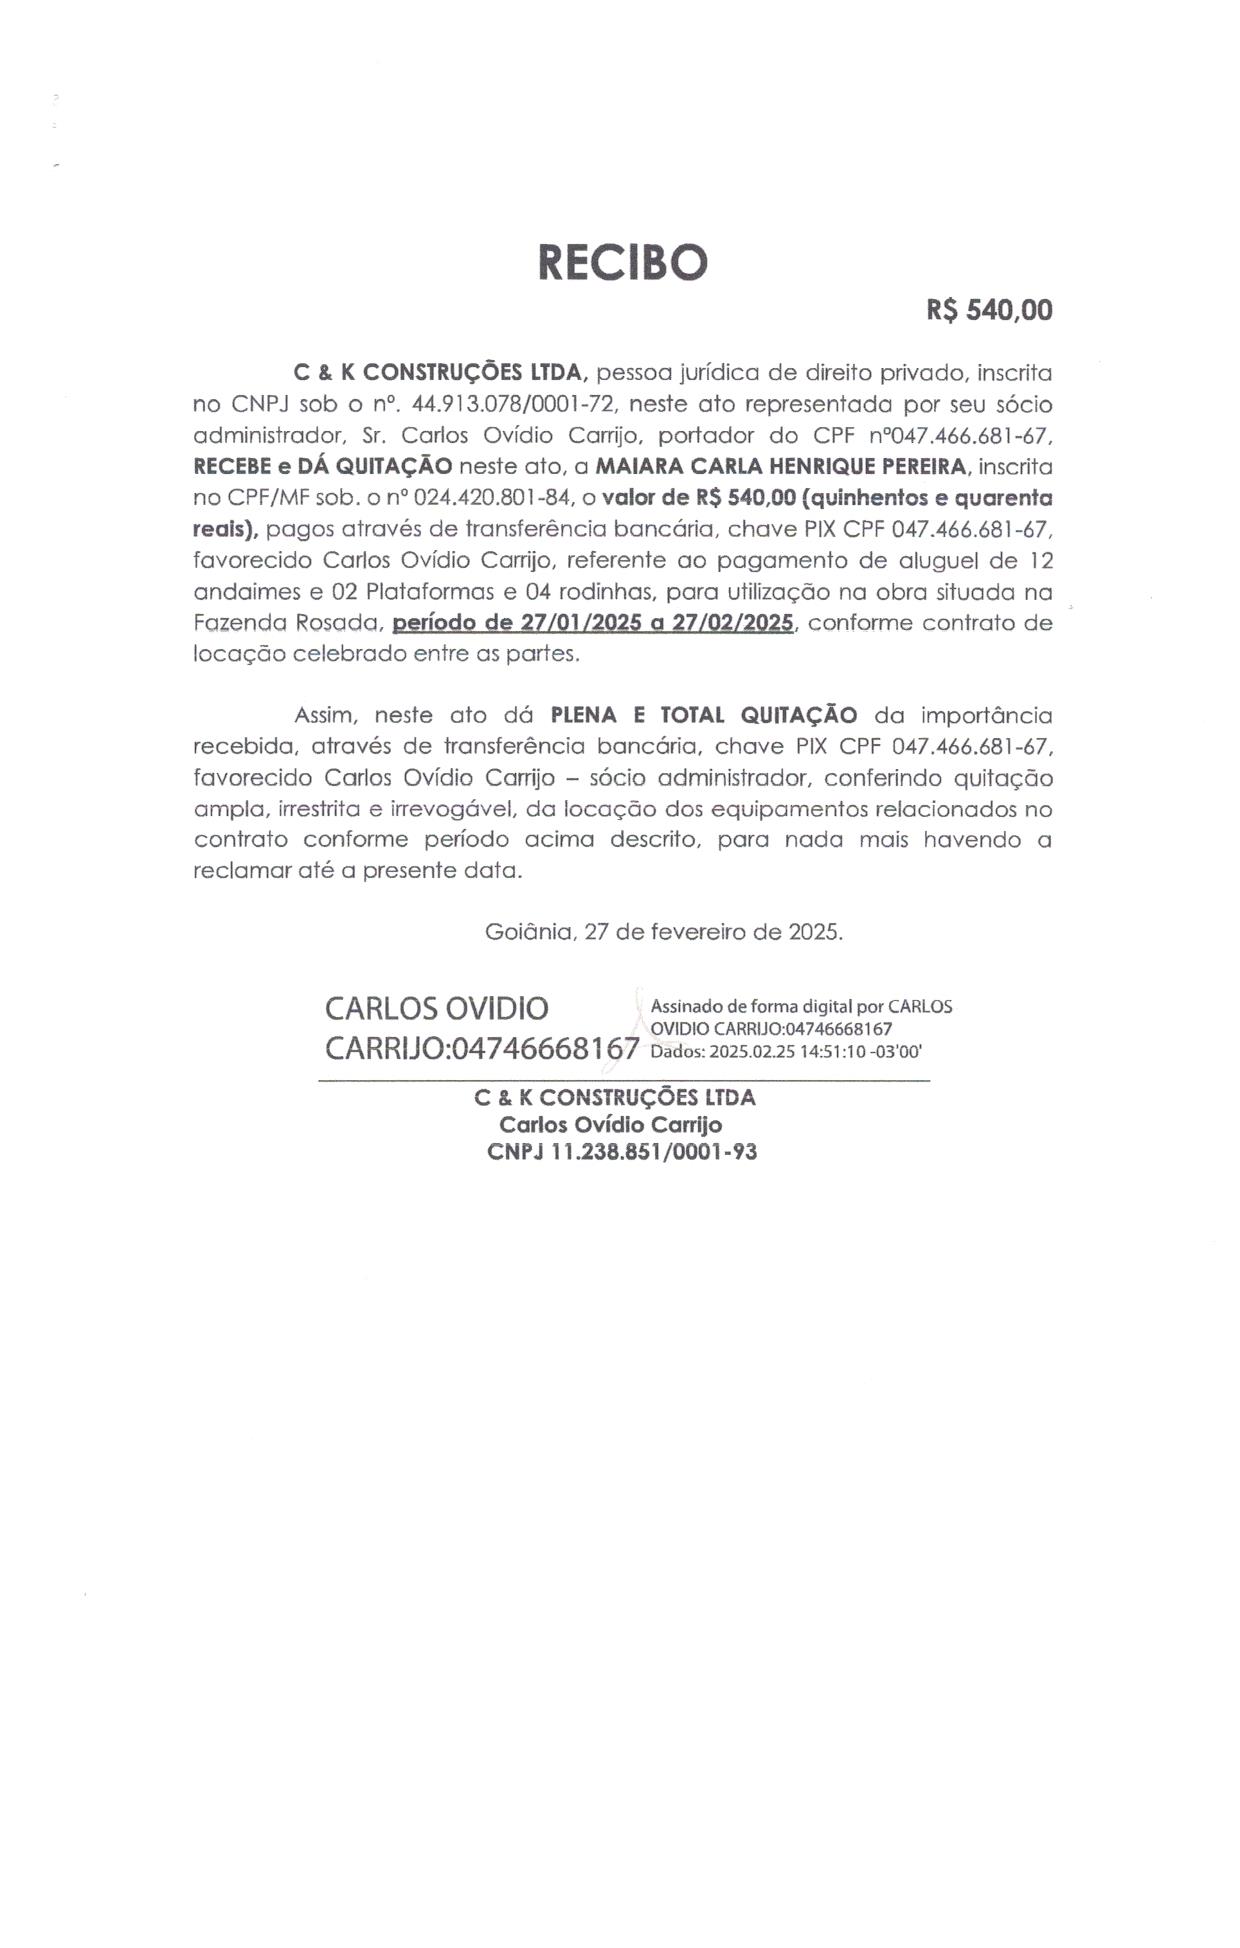 RECIBO
R$ 540,00
C & K CONSTRUÇÕES LTDA, pessoa jurídica de direito privado, inscrita
no CNPJ sob o nº. 44.913.078/0001-72, neste ato representada por seu sócio
administrador, Sr. Carlos Ovídio Carrijo, portador do CPF nº047.466.681-67,
RECEBE e DÁ QUITAÇÃO neste ato, a MAIARA CARLA HENRIQUE PEREIRA, inscrita
no CPF/MF sob. o nº 024.420.801-84, o valor de R$ 540,00 (quinhentos e quarenta
reais), pagos através de transferência bancária, chave PIX CPF 047.466.681-67,
favorecido Carlos Ovídio Carrijo, referente ao pagamento de aluguel de 12
andaimes e 02 Plataformas e 04 rodinhas, para utilização na obra situada na
Fazenda Rosada, período de 27/01/2025 a 27/02/2025, conforme contrato de
locação celebrado entre as partes.
Assim, neste ato dá PLENA E TOTAL QUITAÇÃO da importância
recebida, através de transferência bancária, chave PIX CPF 047.466.681-67,
favorecido Carlos Ovídio Carrijo – sócio administrador, conferindo quitação
ampla, irrestrita e irrevogável, da locação dos equipamentos relacionados no
contrato conforme período acima descrito, para nada mais havendo a
reclamar até a presente data.
Goiânia, 27 de fevereiro de 2025.
CARLOS OVIDIO
CARRIJO:04746668167
Assinado de forma digital por CARLOS
OVIDIO CARRIJO:04746668167
Dados: 2025.02.25 14:51:10 -03'00'
C & K CONSTRUÇÕES LTDA
Carlos Ovídio Carrijo
CNPJ 11.238.851/0001-93